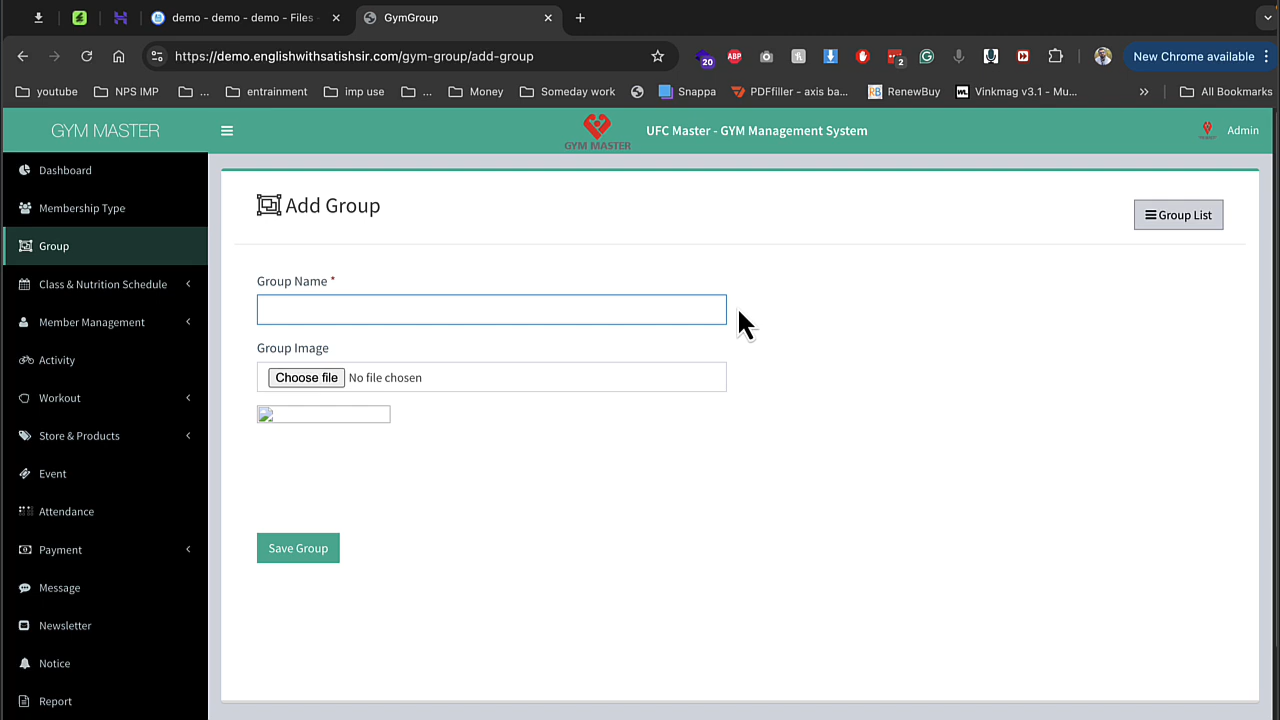 demo - demo - demo - Files
GymGroup
https://demo.englishwithsatishsir.com/gym-group/add-group
20
ABP
2
New Chrome available
youtube
NPS IMP
...
entrainment
imp use
...
Money
Someday work
Snappa
PDFfiller - axis ba...
RB
RenewBuy
Vinkmag v3.1 - Mu...
»
All Bookmarks
GYM MASTER
GYM MASTER
UFC Master - GYM Management System
Admin
Dashboard
Membership Type
Group
Class & Nutrition Schedule
Member Management
Activity
Workout
Store & Products
Event
Attendance
Payment
Message
Newsletter
Notice
Report
Add Group
Group List
Group Name *
Group Image
Choose file No file chosen
Save Group